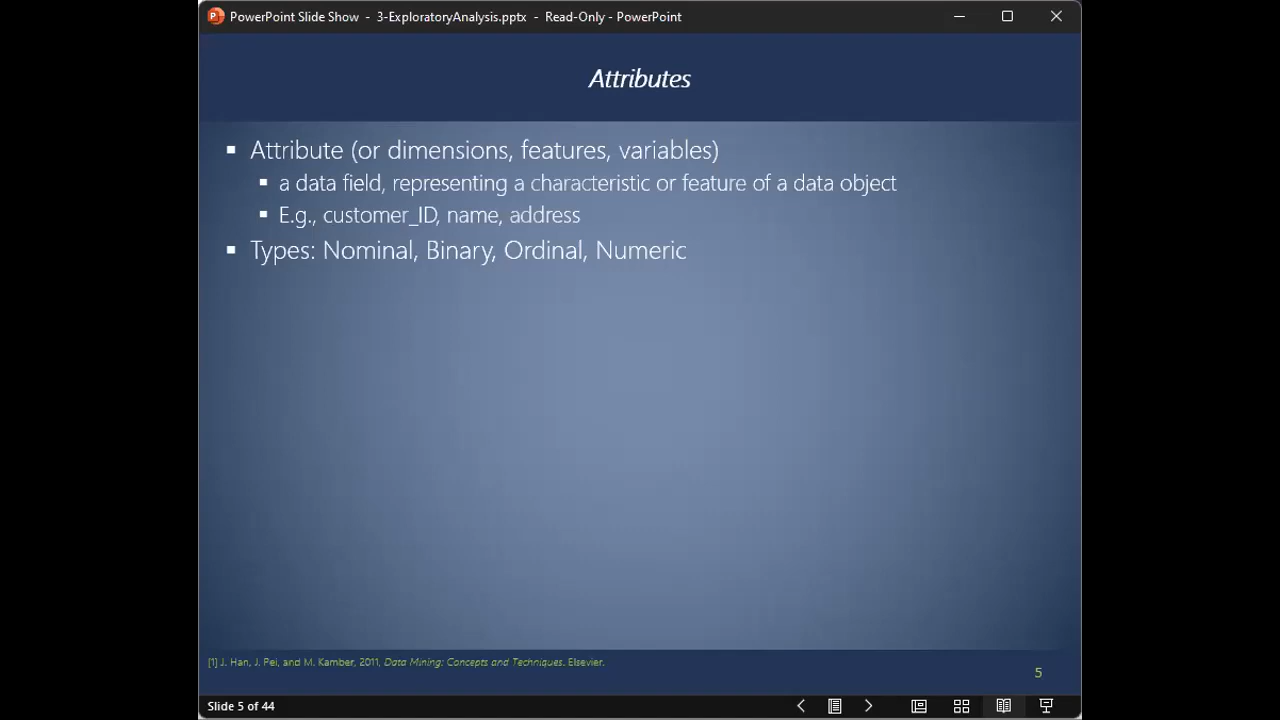 PowerPoint Slide Show - 3-ExploratoryAnalysis.pptx - Read-Only - PowerPoint
Attributes
▪ Attribute (or dimensions, features, variables)
▪ a data field, representing a characteristic or feature of a data object
▪ E.g., customer_ID, name, address
▪ Types: Nominal, Binary, Ordinal, Numeric
[1] J. Han, J. Pei, and M. Kamber, 2011, Data Mining: Concepts and Techniques. Elsevier.
5
Slide 5 of 44